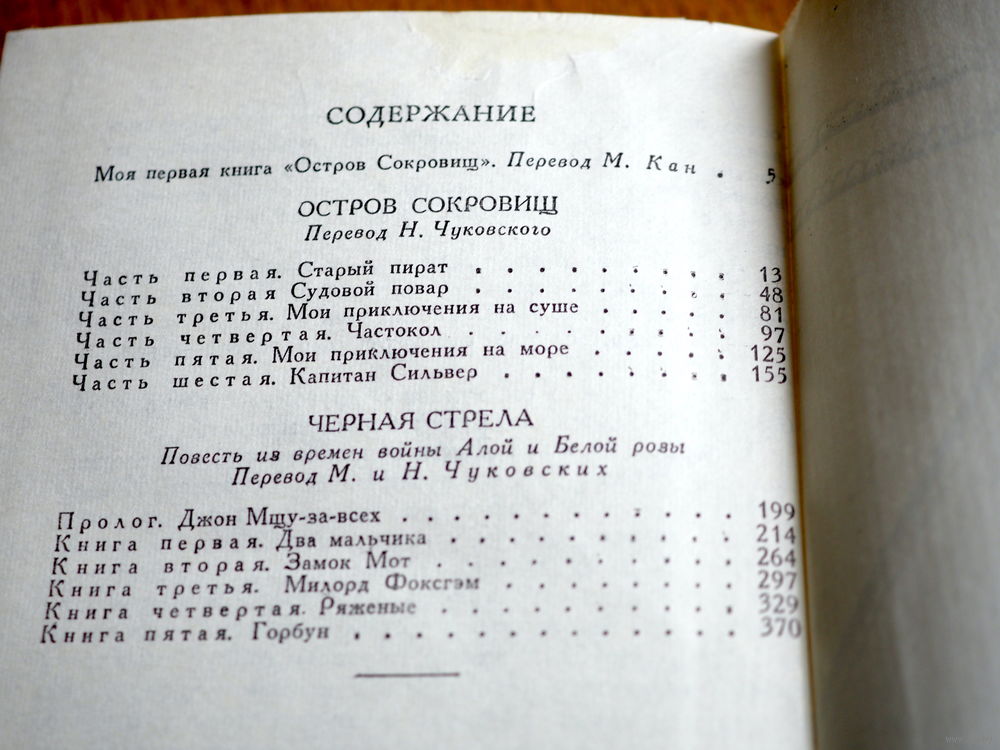 СОДЕРЖАНИЕ
Моя первая книга «Остров Сокровищ». Перевод М. Кан . 5
ОСТРОВ СОКРОВИЩ
Перевод Н. Чуковского
Часть первая. Старый пират . . . . . . . . . 13
Часть вторая Судовой повар . . . . . . . . . 48
Часть третья. Мои приключения на суше . . . . . 81
Часть четвертая. Частокол . . . . . . . . . 97
Часть пятая. Мои приключения на море . . . . . 125
Часть шестая. Капитан Сильвер . . . . . . . . 155
ЧЕРНАЯ СТРЕЛА
Повесть из времен войны Алой и Белой розы
Перевод М. и Н. Чуковских
Пролог. Джон Мщу-за-всех . . . . . . . . . . . 199
Книга первая. Два мальчика . . . . . . . . . . 214
Книга вторая. Замок Мот . . . . . . . . . . 264
Книга третья. Милорд Фоксгэм . . . . . . . . 297
Книга четвертая. Ряженые . . . . . . . . . . 329
Книга пятая. Горбун . . . . . . . . . . . . . 370